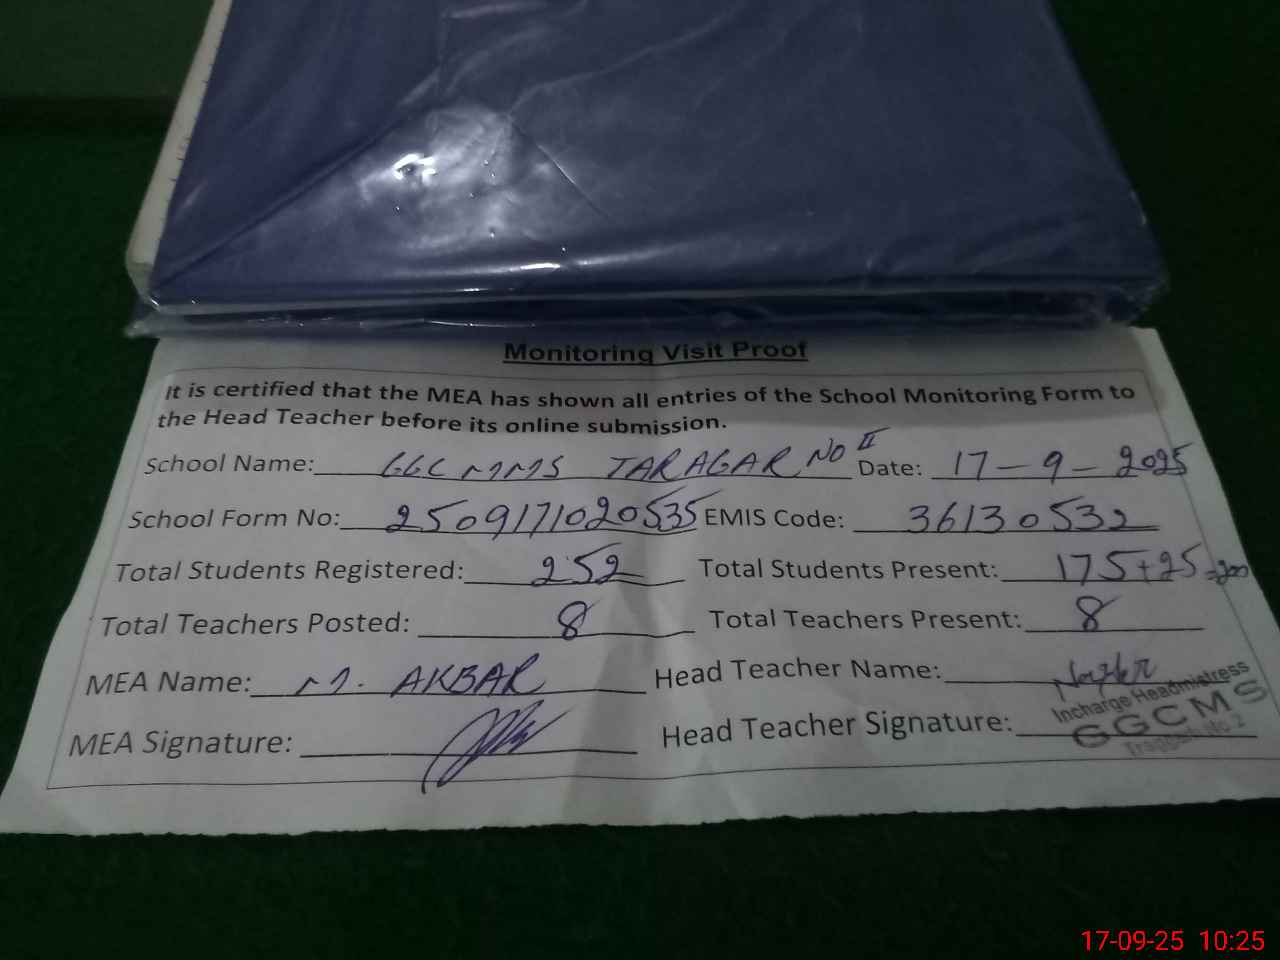 Monitoring Visit Proof
It is certified that the MEA has shown all entries of the School Monitoring Form to
the Head Teacher before its online submission.
School Name: GGCMMS TARAGAR NO II Date: 17-9-2025
School Form No: 2509171020535 EMIS Code: 36130532
Total Students Registered: 252 Total Students Present: 175+25=200
Total Teachers Posted: 8 Total Teachers Present: 8
MEA Name: M. AKBAR Head Teacher Name:
MEA Signature: Head Teacher Signature:
Incharge Headmistress
GGCMS
No 2
17-09-25 10:25